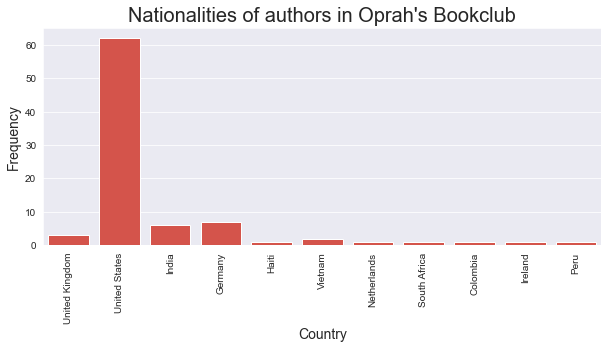 Nationalities of authors in Oprah's Bookclub
Frequency
60
50
40
30
20
10
0
United Kingdom
United States
India
Germany
Haiti
Vietnam
Netherlands
South Africa
Colombia
Ireland
Peru
Country